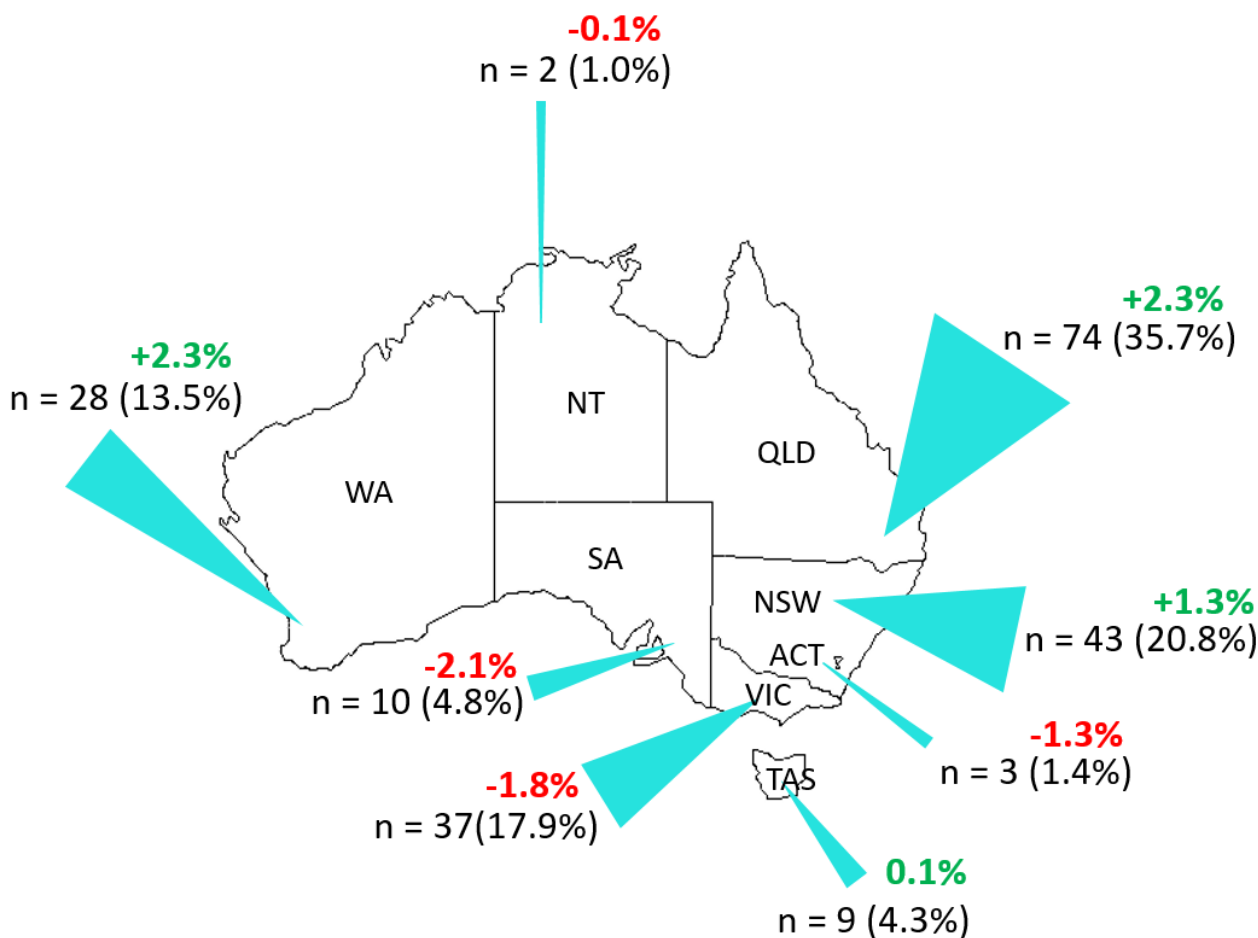 -0.1%
n = 2 (1.0%)
+2.3%
n = 74 (35.7%)
+2.3%
n = 28 (13.5%)
NT
QLD
WA
SA
NSW
+1.3%
n = 43 (20.8%)
ACT
-2.1%
n = 10 (4.8%)
VIC
-1.3%
n = 3 (1.4%)
TAS
-1.8%
n = 37(17.9%)
0.1%
n = 9 (4.3%)